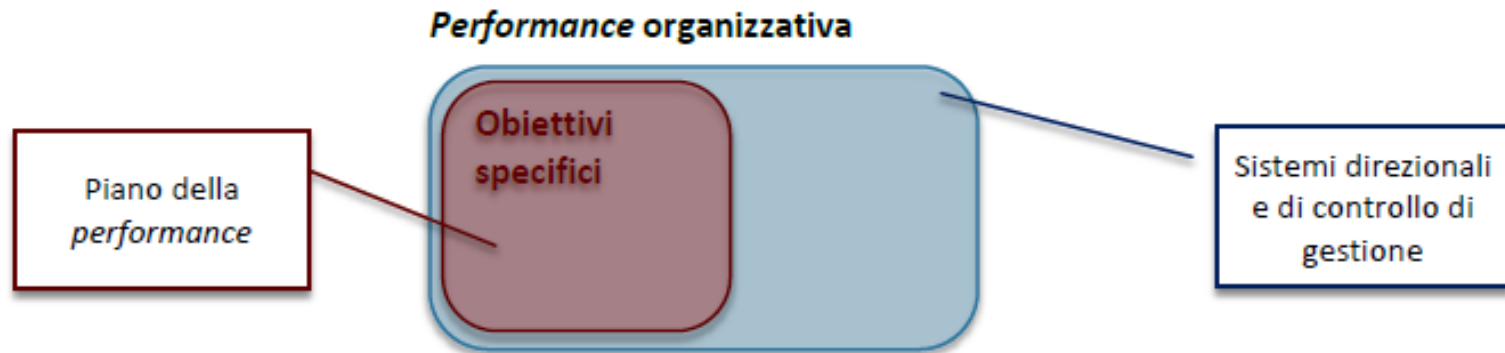 Performance organizzativa
Obiettivi
specifici
Piano della
performance
Sistemi direzionali
e di controllo di
gestione